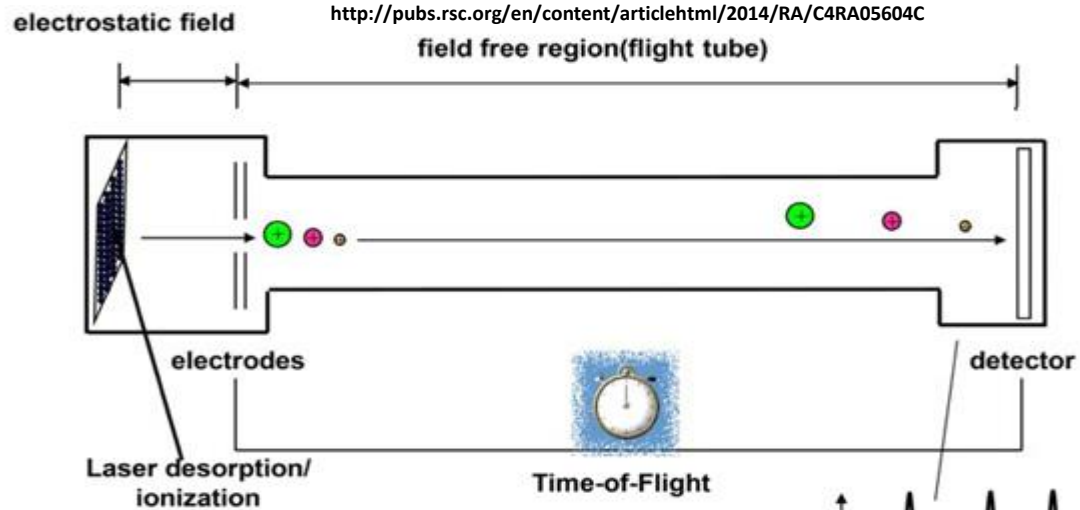 http://pubs.rsc.org/en/content/articlehtml/2014/RA/C4RA05604C
electrostatic field
field free region(flight tube)
electrodes
detector
Laser desorption/
ionization
Time-of-Flight